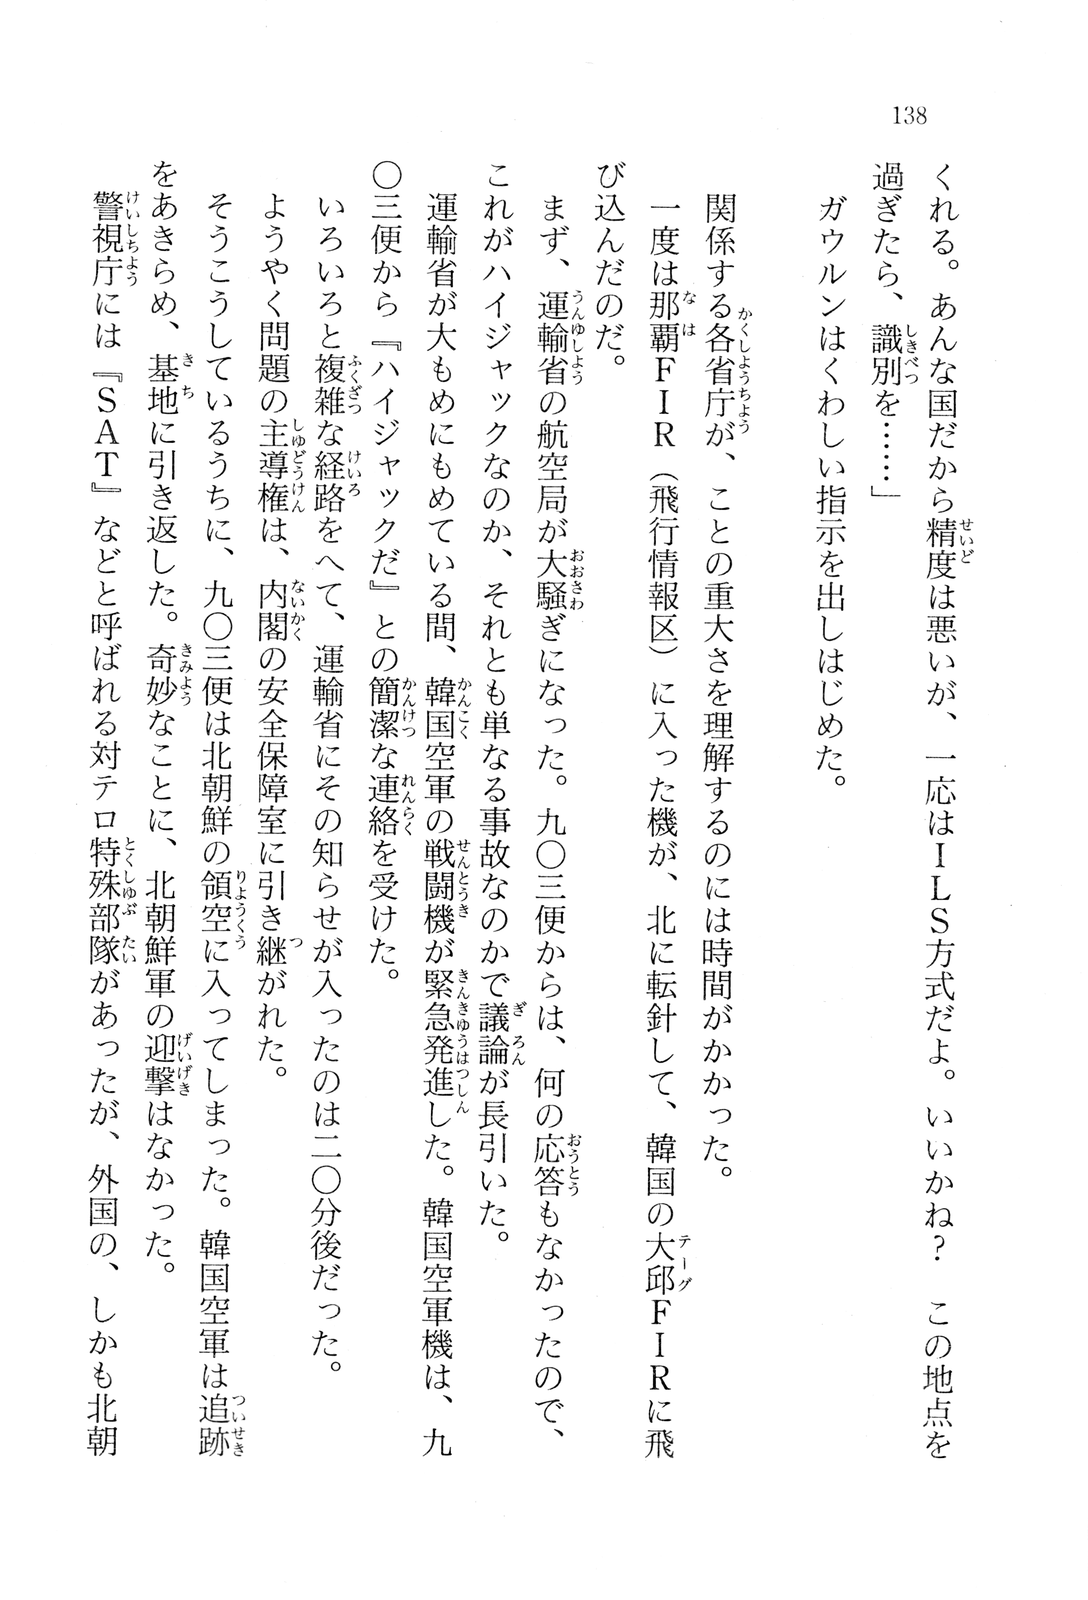 138
くれる。あんな国だから精度は悪いが、一応はILS方式だよ。いいかね？　この地点を
過ぎたら、識別を……」
ガウルンはくわしい指示を出しはじめた。
関係する各省庁が、ことの重大さを理解するのには時間がかかった。
一度は那覇FIR（飛行情報区）に入った機が、北に転針して、韓国の大邱FIRに飛
び込んだのだ。
まず、運輸省の航空局が大騒ぎになった。九〇三便からは、何の応答もなかったので、
これがハイジャックなのか、それとも単なる事故なのかで議論が長引いた。
運輸省が大もめにもめている間、韓国空軍の戦闘機が緊急発進した。韓国空軍機は、九
〇三便から『ハイジャックだ』との簡潔な連絡を受けた。
いろいろと複雑な経路をへて、運輸省にその知らせが入ったのは二〇分後だった。
ようやく問題の主導権は、内閣の安全保障室に引き継がれた。
そうこうしているうちに、九〇三便は北朝鮮の領空に入ってしまった。韓国空軍は追跡
をあきらめ、基地に引き返した。奇妙なことに、北朝鮮軍の迎撃はなかった。
警視庁には『SAT』などと呼ばれる対テロ特殊部隊があったが、外国の、しかも北朝